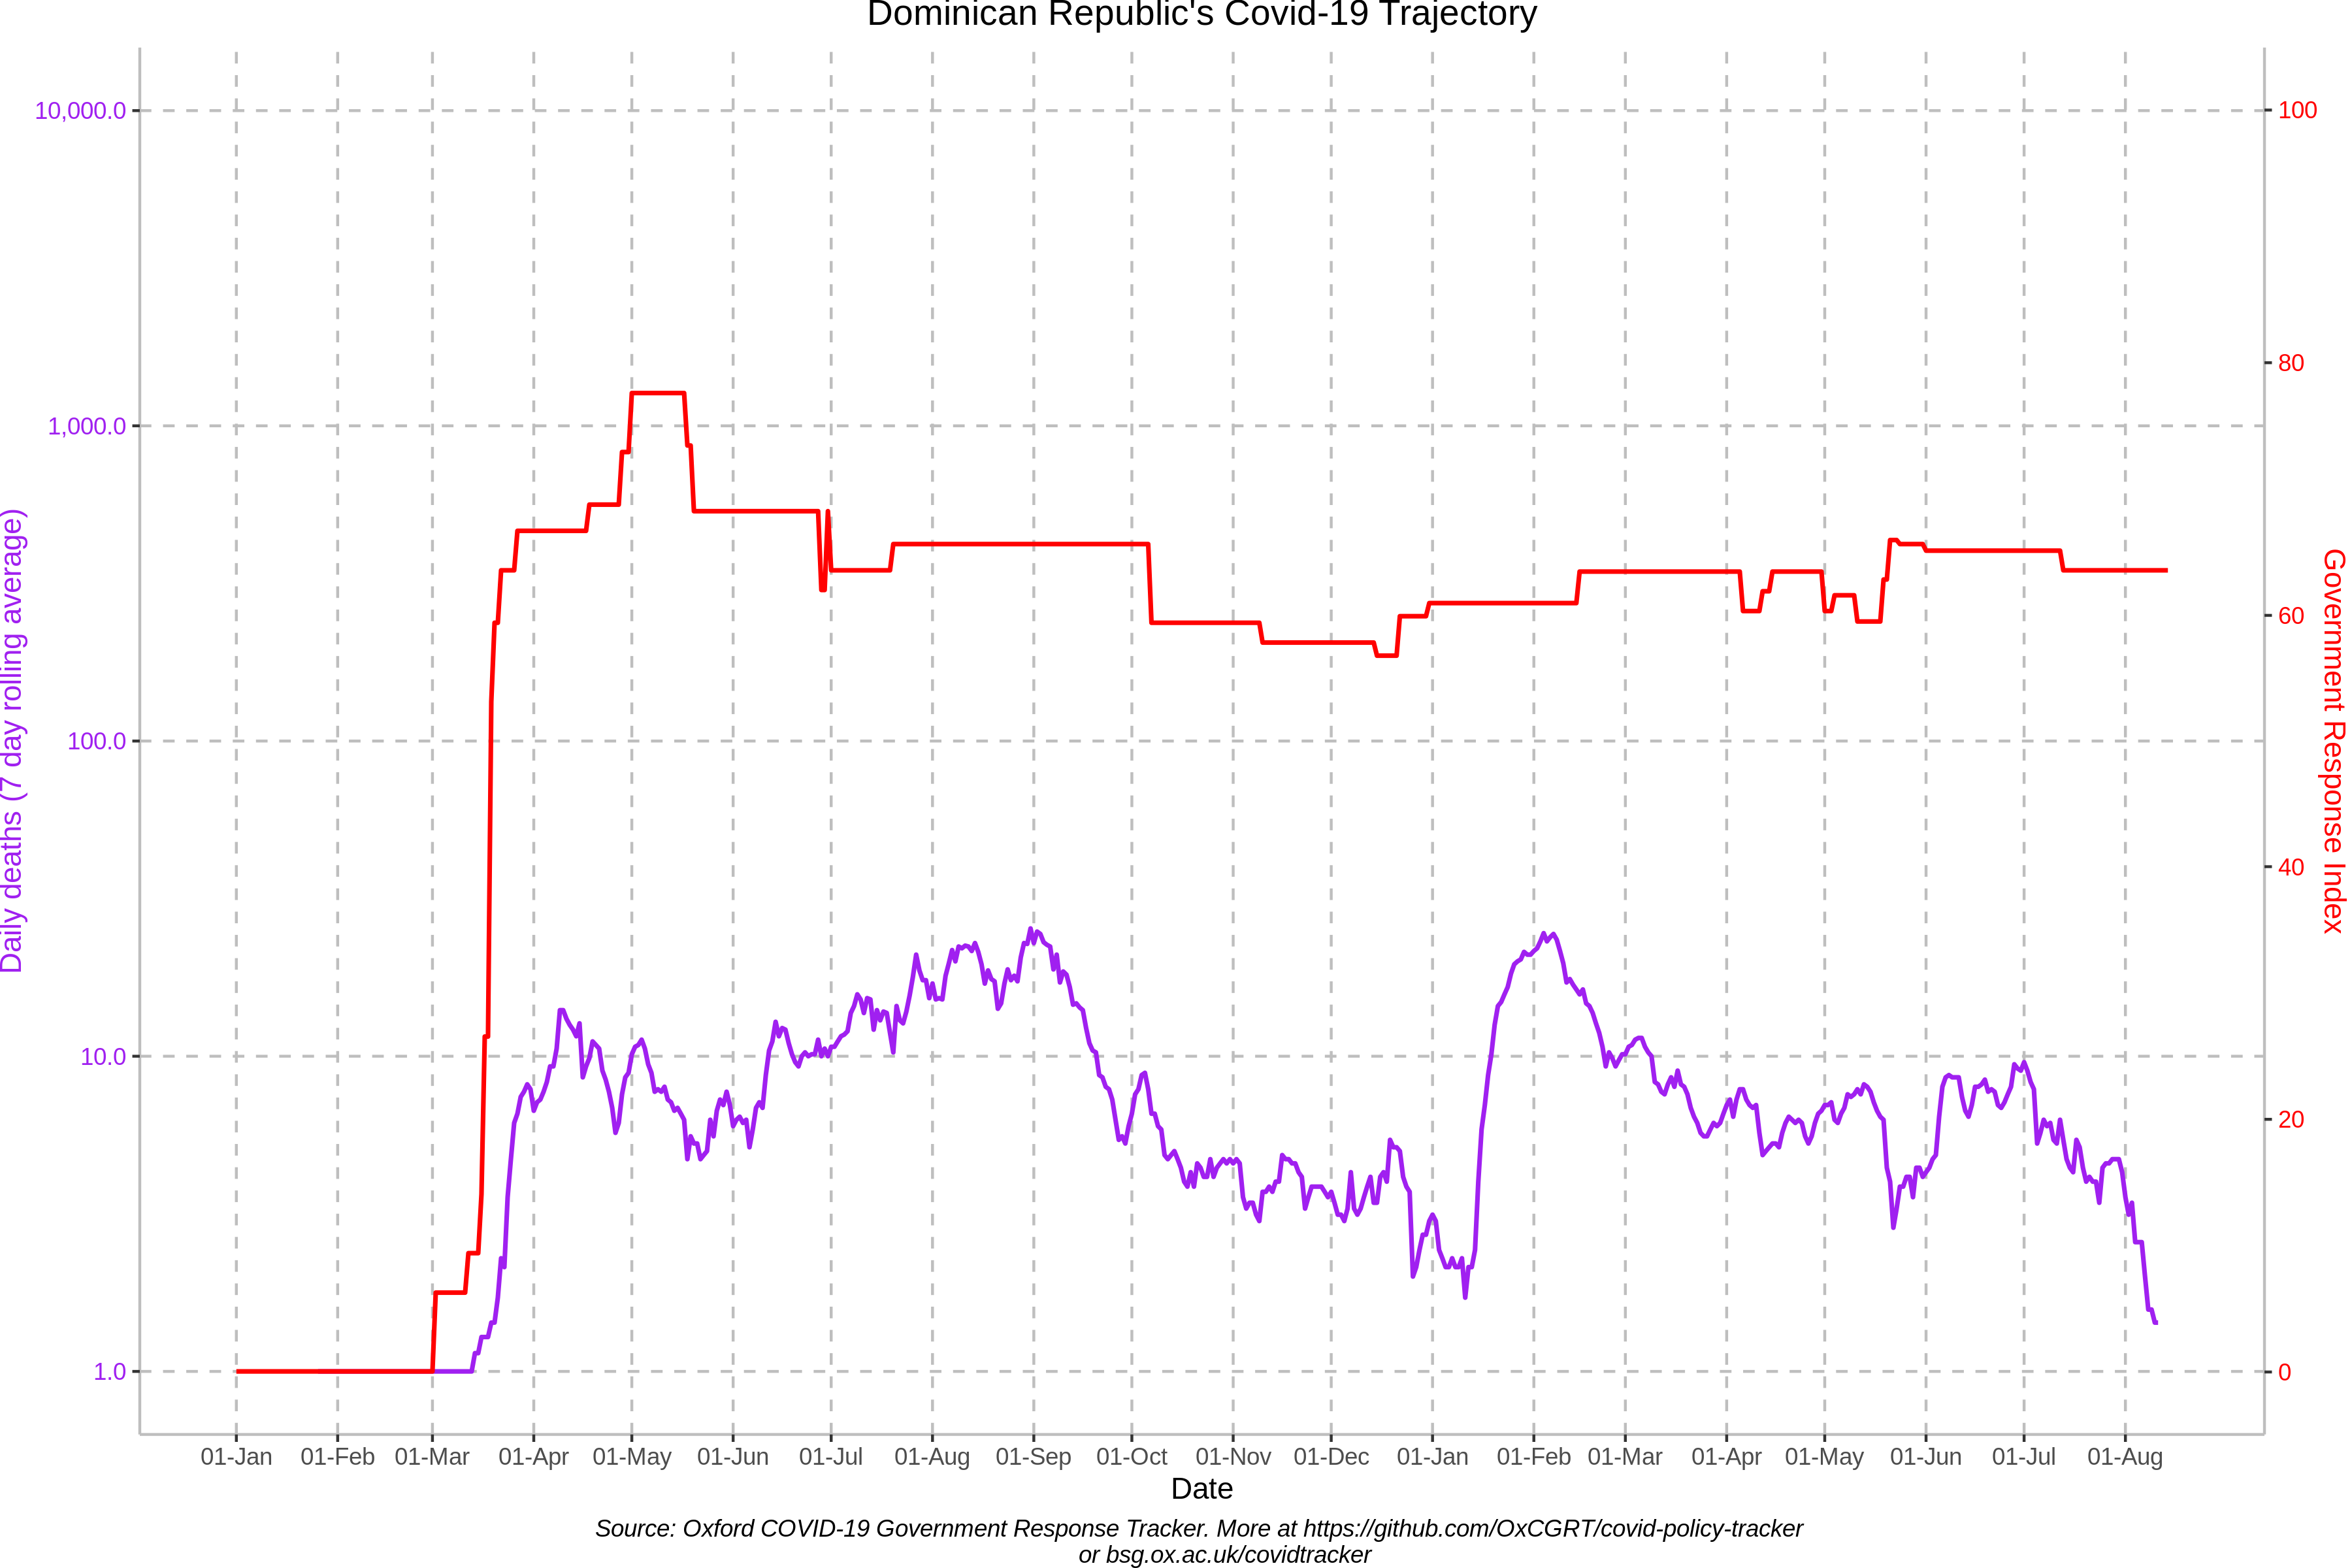 Dominican Republic's Covid-19 Trajectory
10,000.0
1,000.0
100.0
10.0
1.0
Daily deaths (7 day rolling average)
100
80
60
40
20
0
Government Response Index
01-Jan 01-Feb 01-Mar 01-Apr 01-May 01-Jun 01-Jul 01-Aug 01-Sep 01-Oct 01-Nov 01-Dec 01-Jan 01-Feb 01-Mar 01-Apr 01-May 01-Jun 01-Jul 01-Aug
Date
Source: Oxford COVID-19 Government Response Tracker. More at https://github.com/OxCGRT/covid-policy-tracker
or bsg.ox.ac.uk/covidtracker